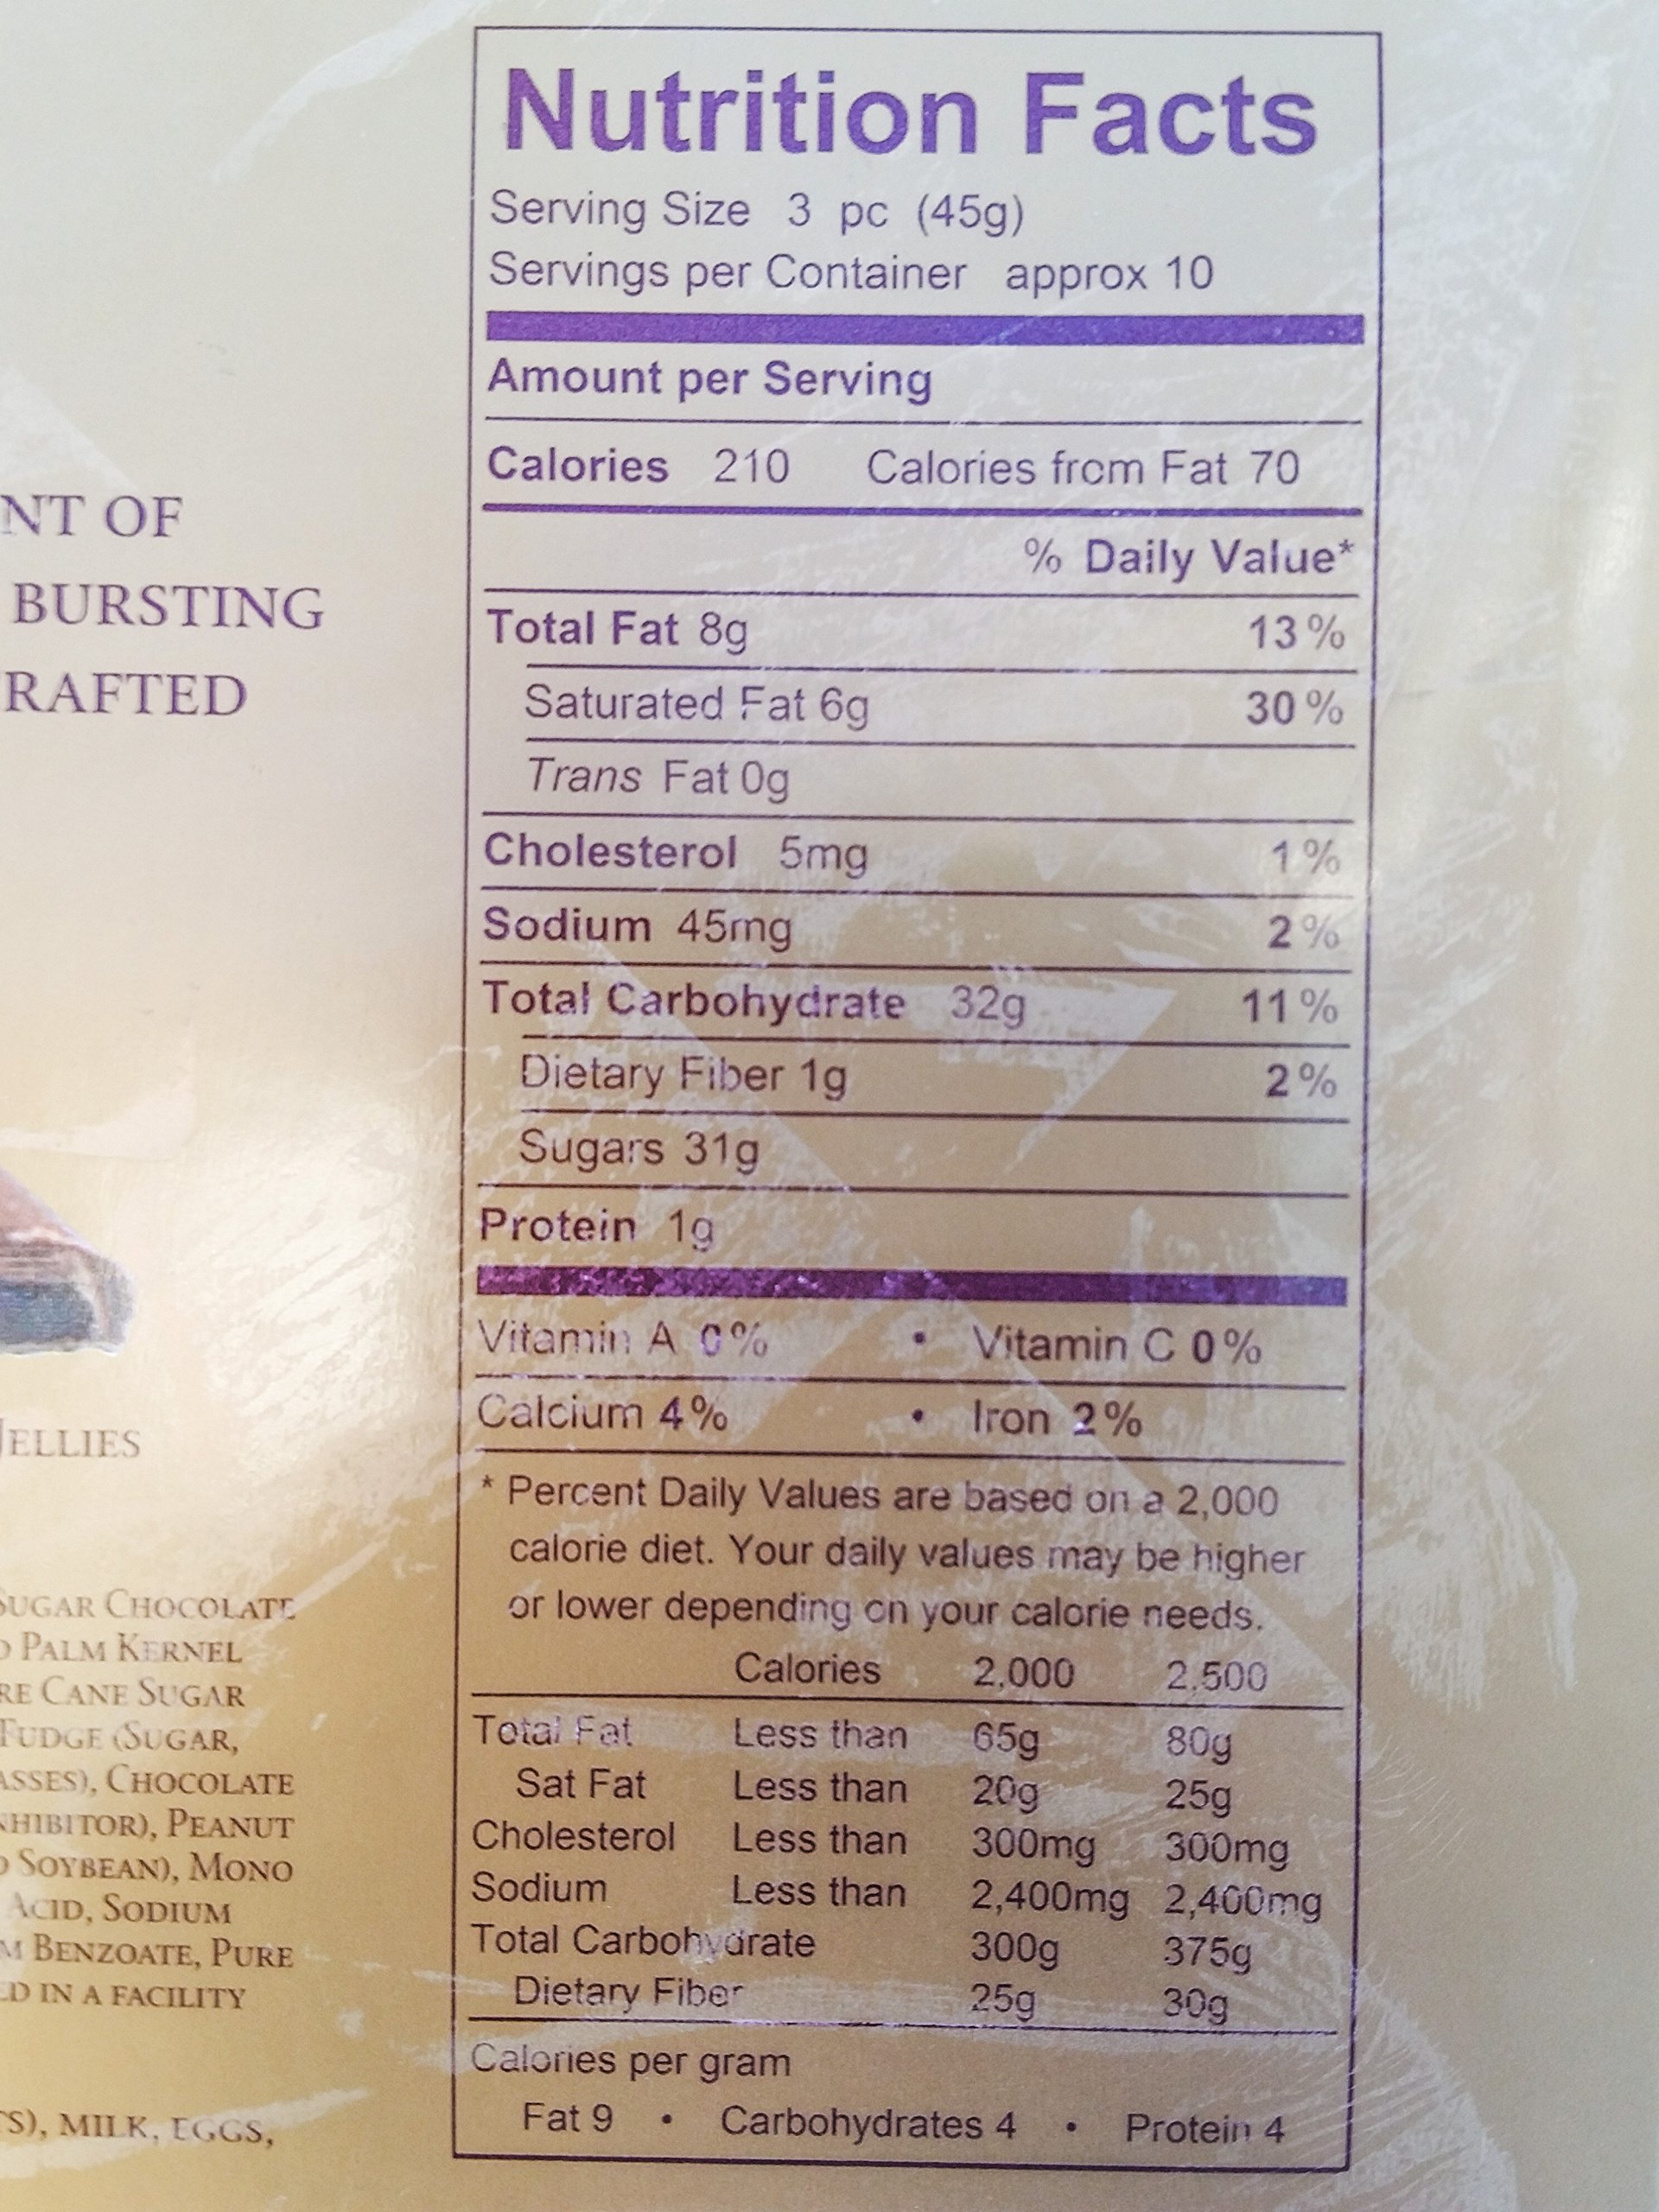 NT OF
BURSTING
RAFTED
JELLIES
SUGAR CHOCOLATE
PALM KERNEL
RE CANE SUGAR
FUDGE (SUGAR,
ASSES), CHOCOLATE
NHIBITOR), PEANUT
SOYBEAN), MONO
ACID, SODIUM
M BENZOATE, PURE
ED IN A FACILITY
TS), MILK, EGGS,
Nutrition Facts
Serving Size 3 pc (45g)
Servings per Container approx 10
Amount per Serving
Calories 210 Calories from Fat 70
% Daily Value*
Total Fat 8g 13%
Saturated Fat 6g 30%
Trans Fat 0g
Cholesterol 5mg 1%
Sodium 45mg 2%
Total Carbohydrate 32g 11%
Dietary Fiber 1g 2%
Sugars 31g
Protein 1g
Vitamin A 0% • Vitamin C 0%
Calcium 4% • Iron 2%
* Percent Daily Values are based on a 2,000
calorie diet. Your daily values may be higher
or lower depending on your calorie needs.
Calories 2,000 2,500
Total Fat Less than 65g 80g
Sat Fat Less than 20g 25g
Cholesterol Less than 300mg 300mg
Sodium Less than 2,400mg 2,400mg
Total Carbohydrate 300g 375g
Dietary Fiber 25g 30g
Calories per gram
Fat 9 • Carbohydrates 4 • Protein 4